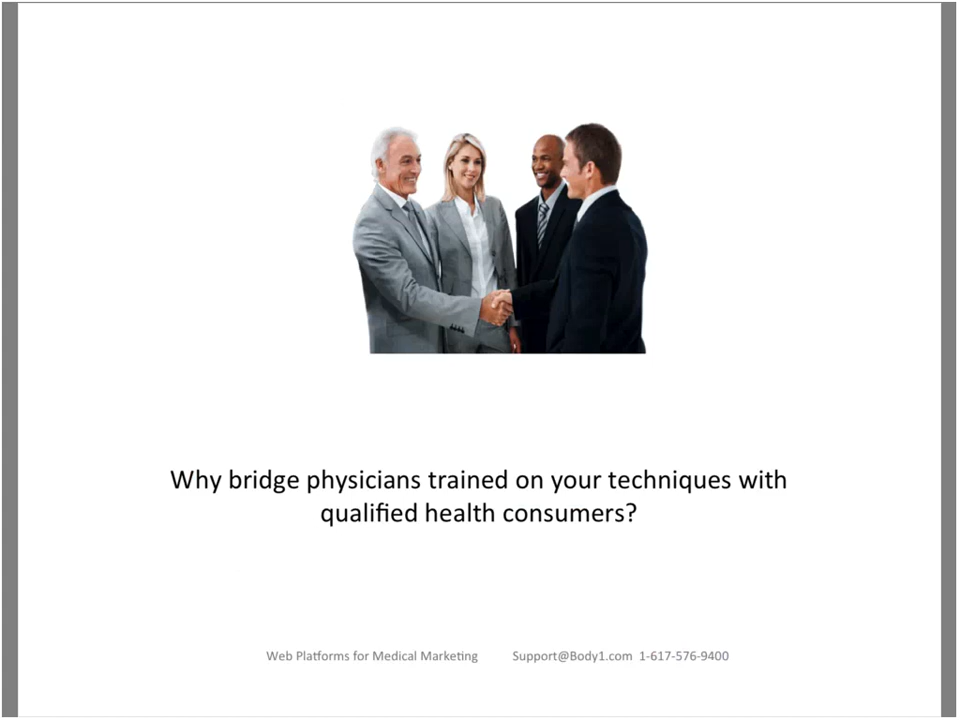 Why bridge physicians trained on your techniques with
qualified health consumers?
Web Platforms for Medical Marketing Support@Body1.com 1-617-576-9400